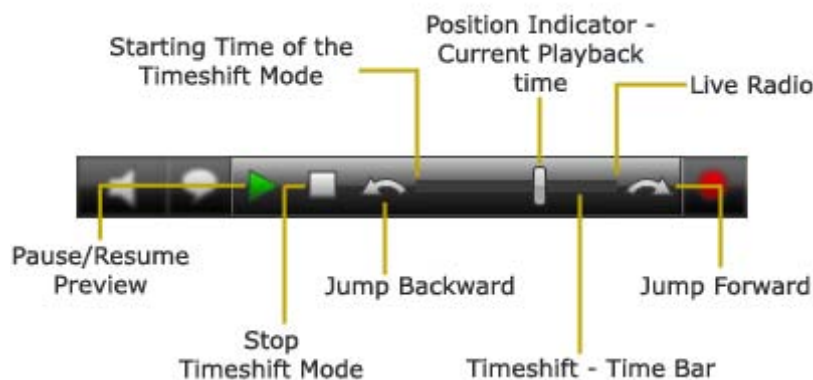 Starting Time of the
Timeshift Mode
Position Indicator -
Current Playback
time
Live Radio
Pause/Resume
Preview
Stop
Timeshift Mode
Jump Backward
Timeshift - Time Bar
Jump Forward